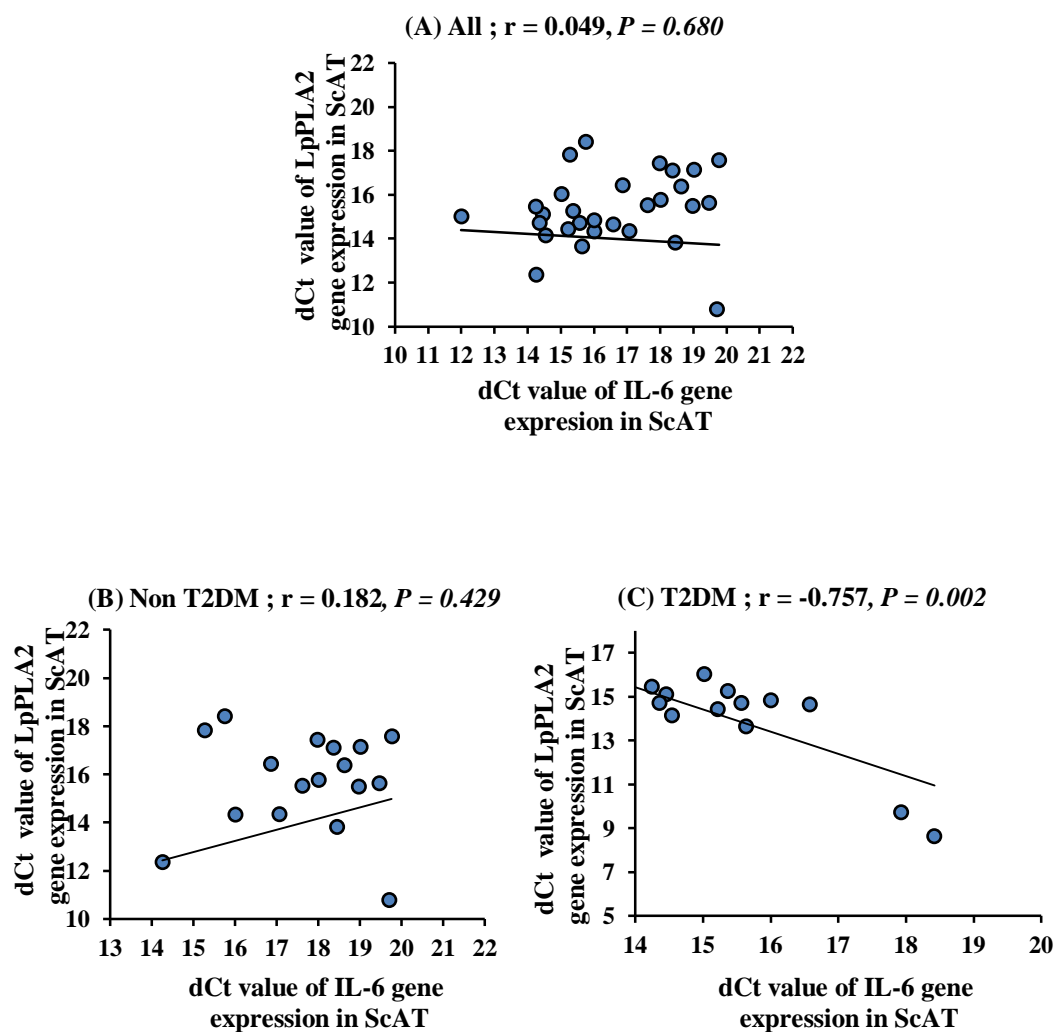 (A) All ; r = 0.049, P = 0.680
dCt value of LpPLA2
gene expression in ScAT
22
20
18
16
14
12
10
10 11 12 13 14 15 16 17 18 19 20 21 22
dCt value of IL-6 gene
expresion in ScAT
(B) Non T2DM ; r = 0.182, P = 0.429
dCt value of LpPLA2
gene expression in ScAT
22
20
18
16
14
12
10
13 14 15 16 17 18 19 20 21 22
dCt value of IL-6 gene
expression in ScAT
(C) T2DM ; r = -0.757, P = 0.002
dCt value of LpPLA2
gene expression in ScAT
17
15
13
11
9
7
5
14 15 16 17 18 19 20
dCt value of IL-6 gene
expression in ScAT